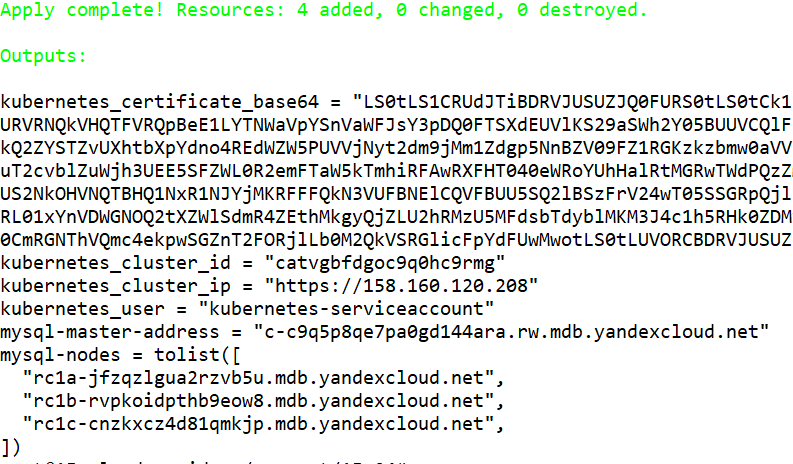 Apply complete! Resources: 4 added, 0 changed, 0 destroyed.
Outputs:
kubernetes_certificate_base64 = "LS0tLS1CRUdJTiBDRVJUSUZJQ0FURS0tLS0tCk1
URVRNQkVHQTFVRQpBeE1LYTNWaVpYSnVaWFJsY3pDQ0FTSXdEUVlKS29aSWh2Y05BUUVCQlF
kQ2ZYSTZvUXhtbXpYdno4REdWZW5PUVVjNyt2dm9jMm1Zdgp5NnBZV09FZ1RGKzkzbmw0aVV
uT2cvblZuWjh3UEE5SFZWL0R2emFTaW5kTmhiRFAwRXFHT040eWRoYUhHalRtMGRwTWdPQzZ
US2NkOHVNQTBHQ1NxR1NJYjMKRFFFQkN3VUFBNElCQVFBUU5SQ2lBSzFrV24wT05SSGRpQjl
RL01xYnVDWGNOQ2tXZWlSdmR4ZEthMkgyQjZLU2hRMzU5MFdsbTdyblMKM3J4c1h5RHk0ZDM
0CmRGNThVQmc4ekpwSGZnT2FORjlLb0M2QkVSRGlicFpYdFUwMwotLS0tLUVORCBDRVJUSUZ
kubernetes_cluster_id = "catvgbfdgoc9q0hc9rmg"
kubernetes_cluster_ip = "https://158.160.120.208"
kubernetes_user = "kubernetes-serviceaccount"
mysql-master-address = "c-c9q5p8qe7pa0gd144ara.rw.mdb.yandexcloud.net"
mysql-nodes = tolist([
"rc1a-jfzqzlgua2rzvb5u.mdb.yandexcloud.net",
"rc1b-rvpkoidpthb9eow8.mdb.yandexcloud.net",
"rc1c-cnzkxcz4d81qmkjp.mdb.yandexcloud.net",
])